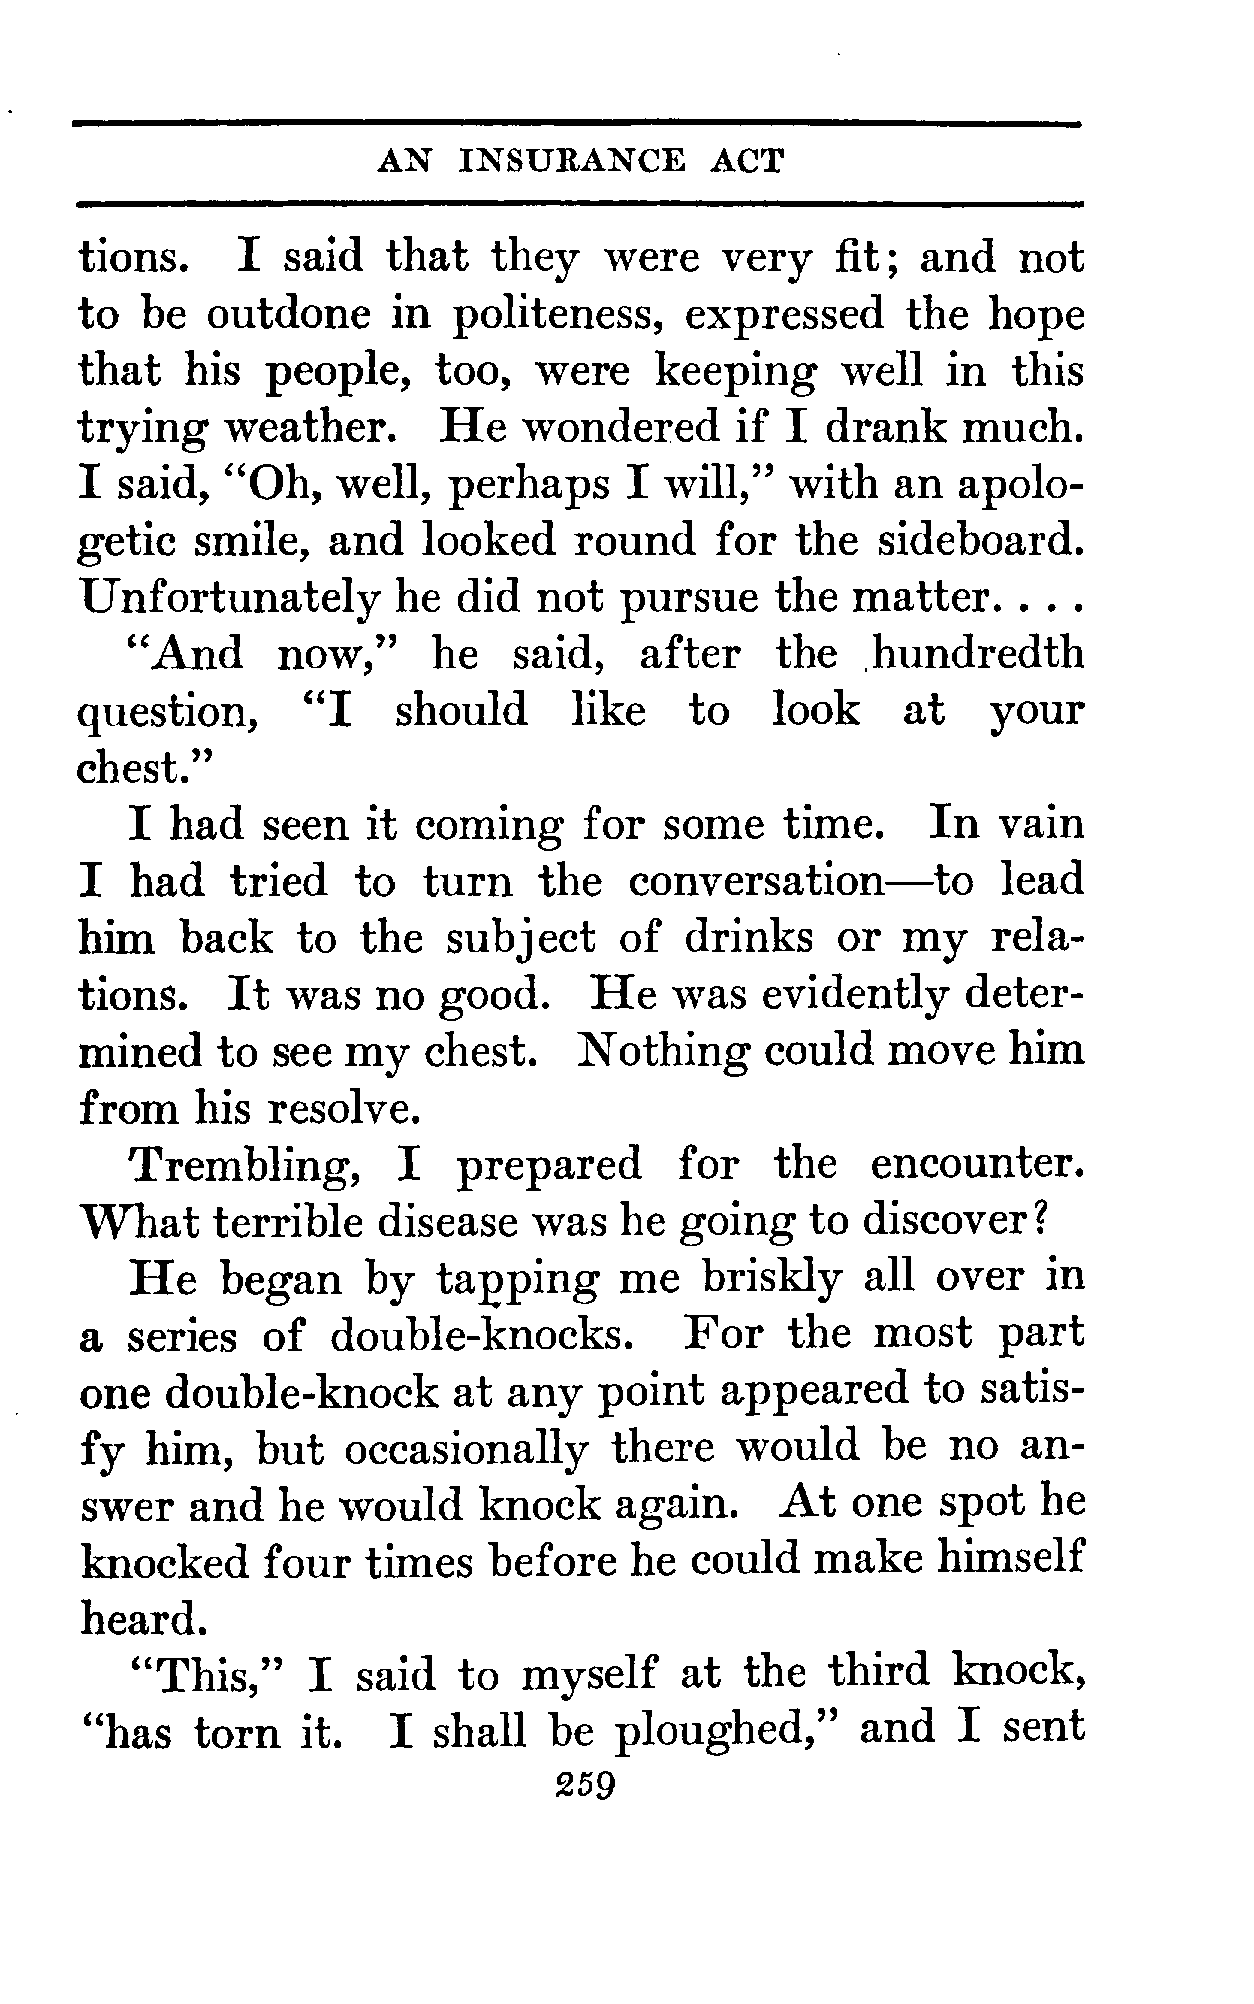 AN INSURANCE ACT
tions. I said that they were very fit; and not
to be outdone in politeness, expressed the hope
that his people, too, were keeping well in this
trying weather. He wondered if I drank much.
I said, “Oh, well, perhaps I will,” with an apolo-
getic smile, and looked round for the sideboard.
Unfortunately he did not pursue the matter. . . .
“And now,” he said, after the hundredth
question, “I should like to look at your
chest.”
I had seen it coming for some time. In vain
I had tried to turn the conversation—to lead
him back to the subject of drinks or my rela-
tions. It was no good. He was evidently deter-
mined to see my chest. Nothing could move him
from his resolve.
Trembling, I prepared for the encounter.
What terrible disease was he going to discover?
He began by tapping me briskly all over in
a series of double-knocks. For the most part
one double-knock at any point appeared to satis-
fy him, but occasionally there would be no an-
swer and he would knock again. At one spot he
knocked four times before he could make himself
heard.
“This,” I said to myself at the third knock,
“has torn it. I shall be ploughed,” and I sent
259